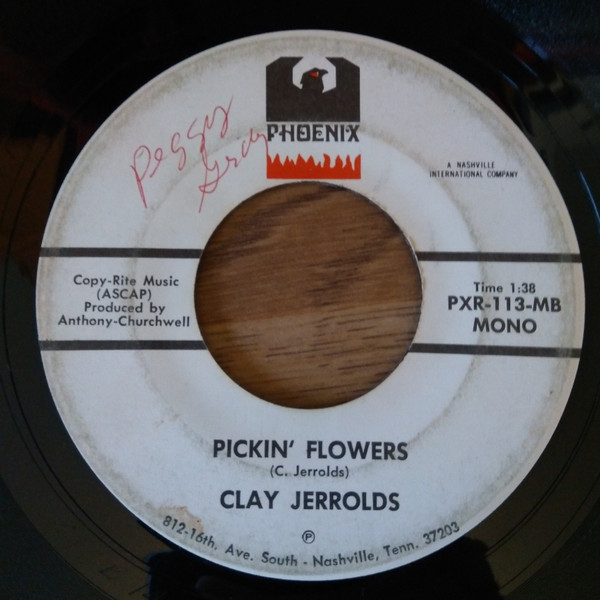 PHOENIX
Peggy
A NASHVILLE
INTERNATIONAL COMPANY
Copy-Rite Music
(ASCAP)
Produced by
Anthony-Churchwell
Time 1:38
PXR-113-MB
MONO
PICKIN' FLOWERS
(C. Jerrolds)
CLAY JERROLDS
℗
812-16th. Ave. South - Nashville, Tenn. 37203